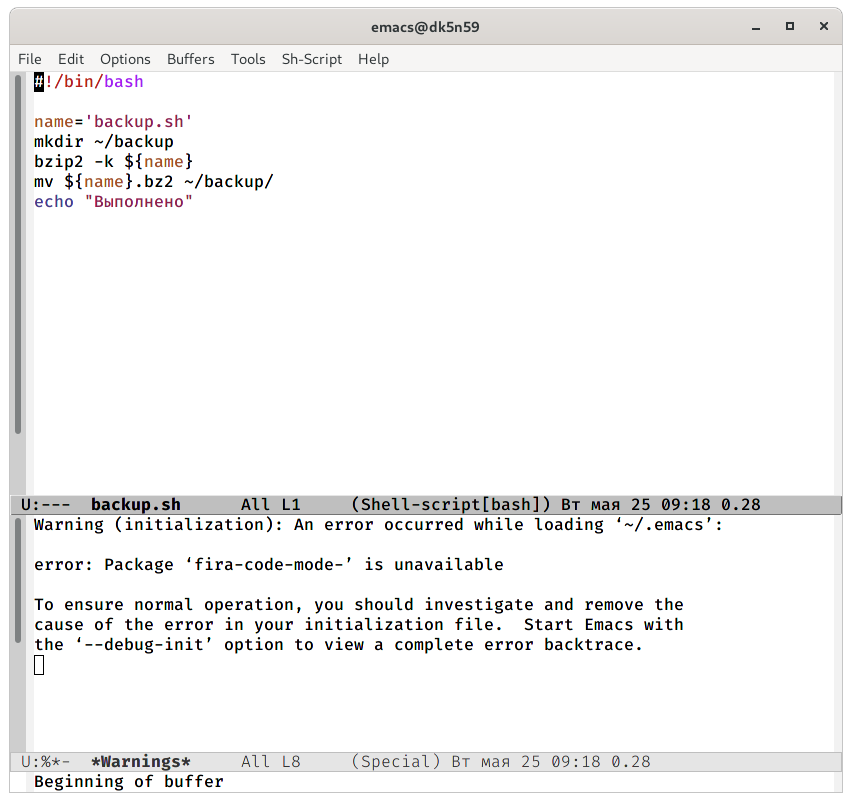 emacs@dk5n59
File Edit Options Buffers Tools Sh-Script Help
#!/bin/bash
name='backup.sh'
mkdir ~/backup
bzip2 -k ${name}
mv ${name}.bz2 ~/backup/
echo "Выполнено"
U:--- backup.sh All L1 (Shell-script[bash]) Вт мая 25 09:18 0.28
Warning (initialization): An error occurred while loading ‘~/.emacs’:
error: Package ‘fira-code-mode-’ is unavailable
To ensure normal operation, you should investigate and remove the
cause of the error in your initialization file. Start Emacs with
the ‘--debug-init’ option to view a complete error backtrace.
U:%*- *Warnings* All L8 (Special) Вт мая 25 09:18 0.28
Beginning of buffer